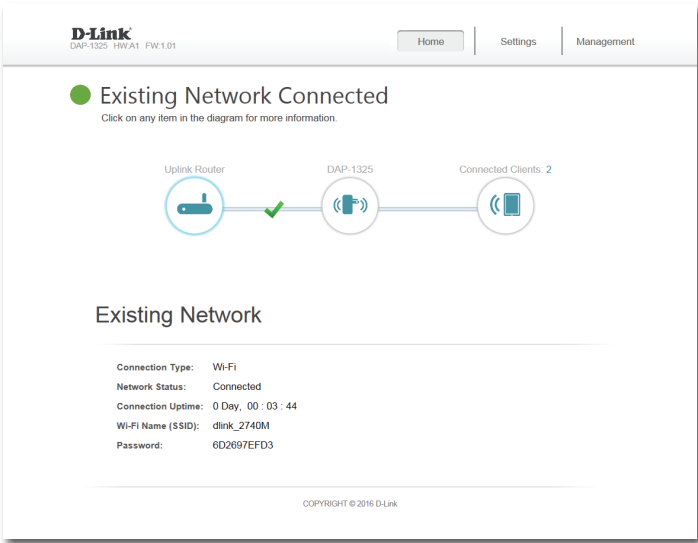 D-Link
DAP-1325 HW:A1 FW:1.01
Home Settings Management
Existing Network Connected
Click on any item in the diagram for more information.
Uplink Router DAP-1325 Connected Clients: 2
Existing Network
Connection Type: Wi-Fi
Network Status: Connected
Connection Uptime: 0 Day, 00 : 03 : 44
Wi-Fi Name (SSID): dlink_2740M
Password: 6D2697EFD3
COPYRIGHT © 2016 D-Link